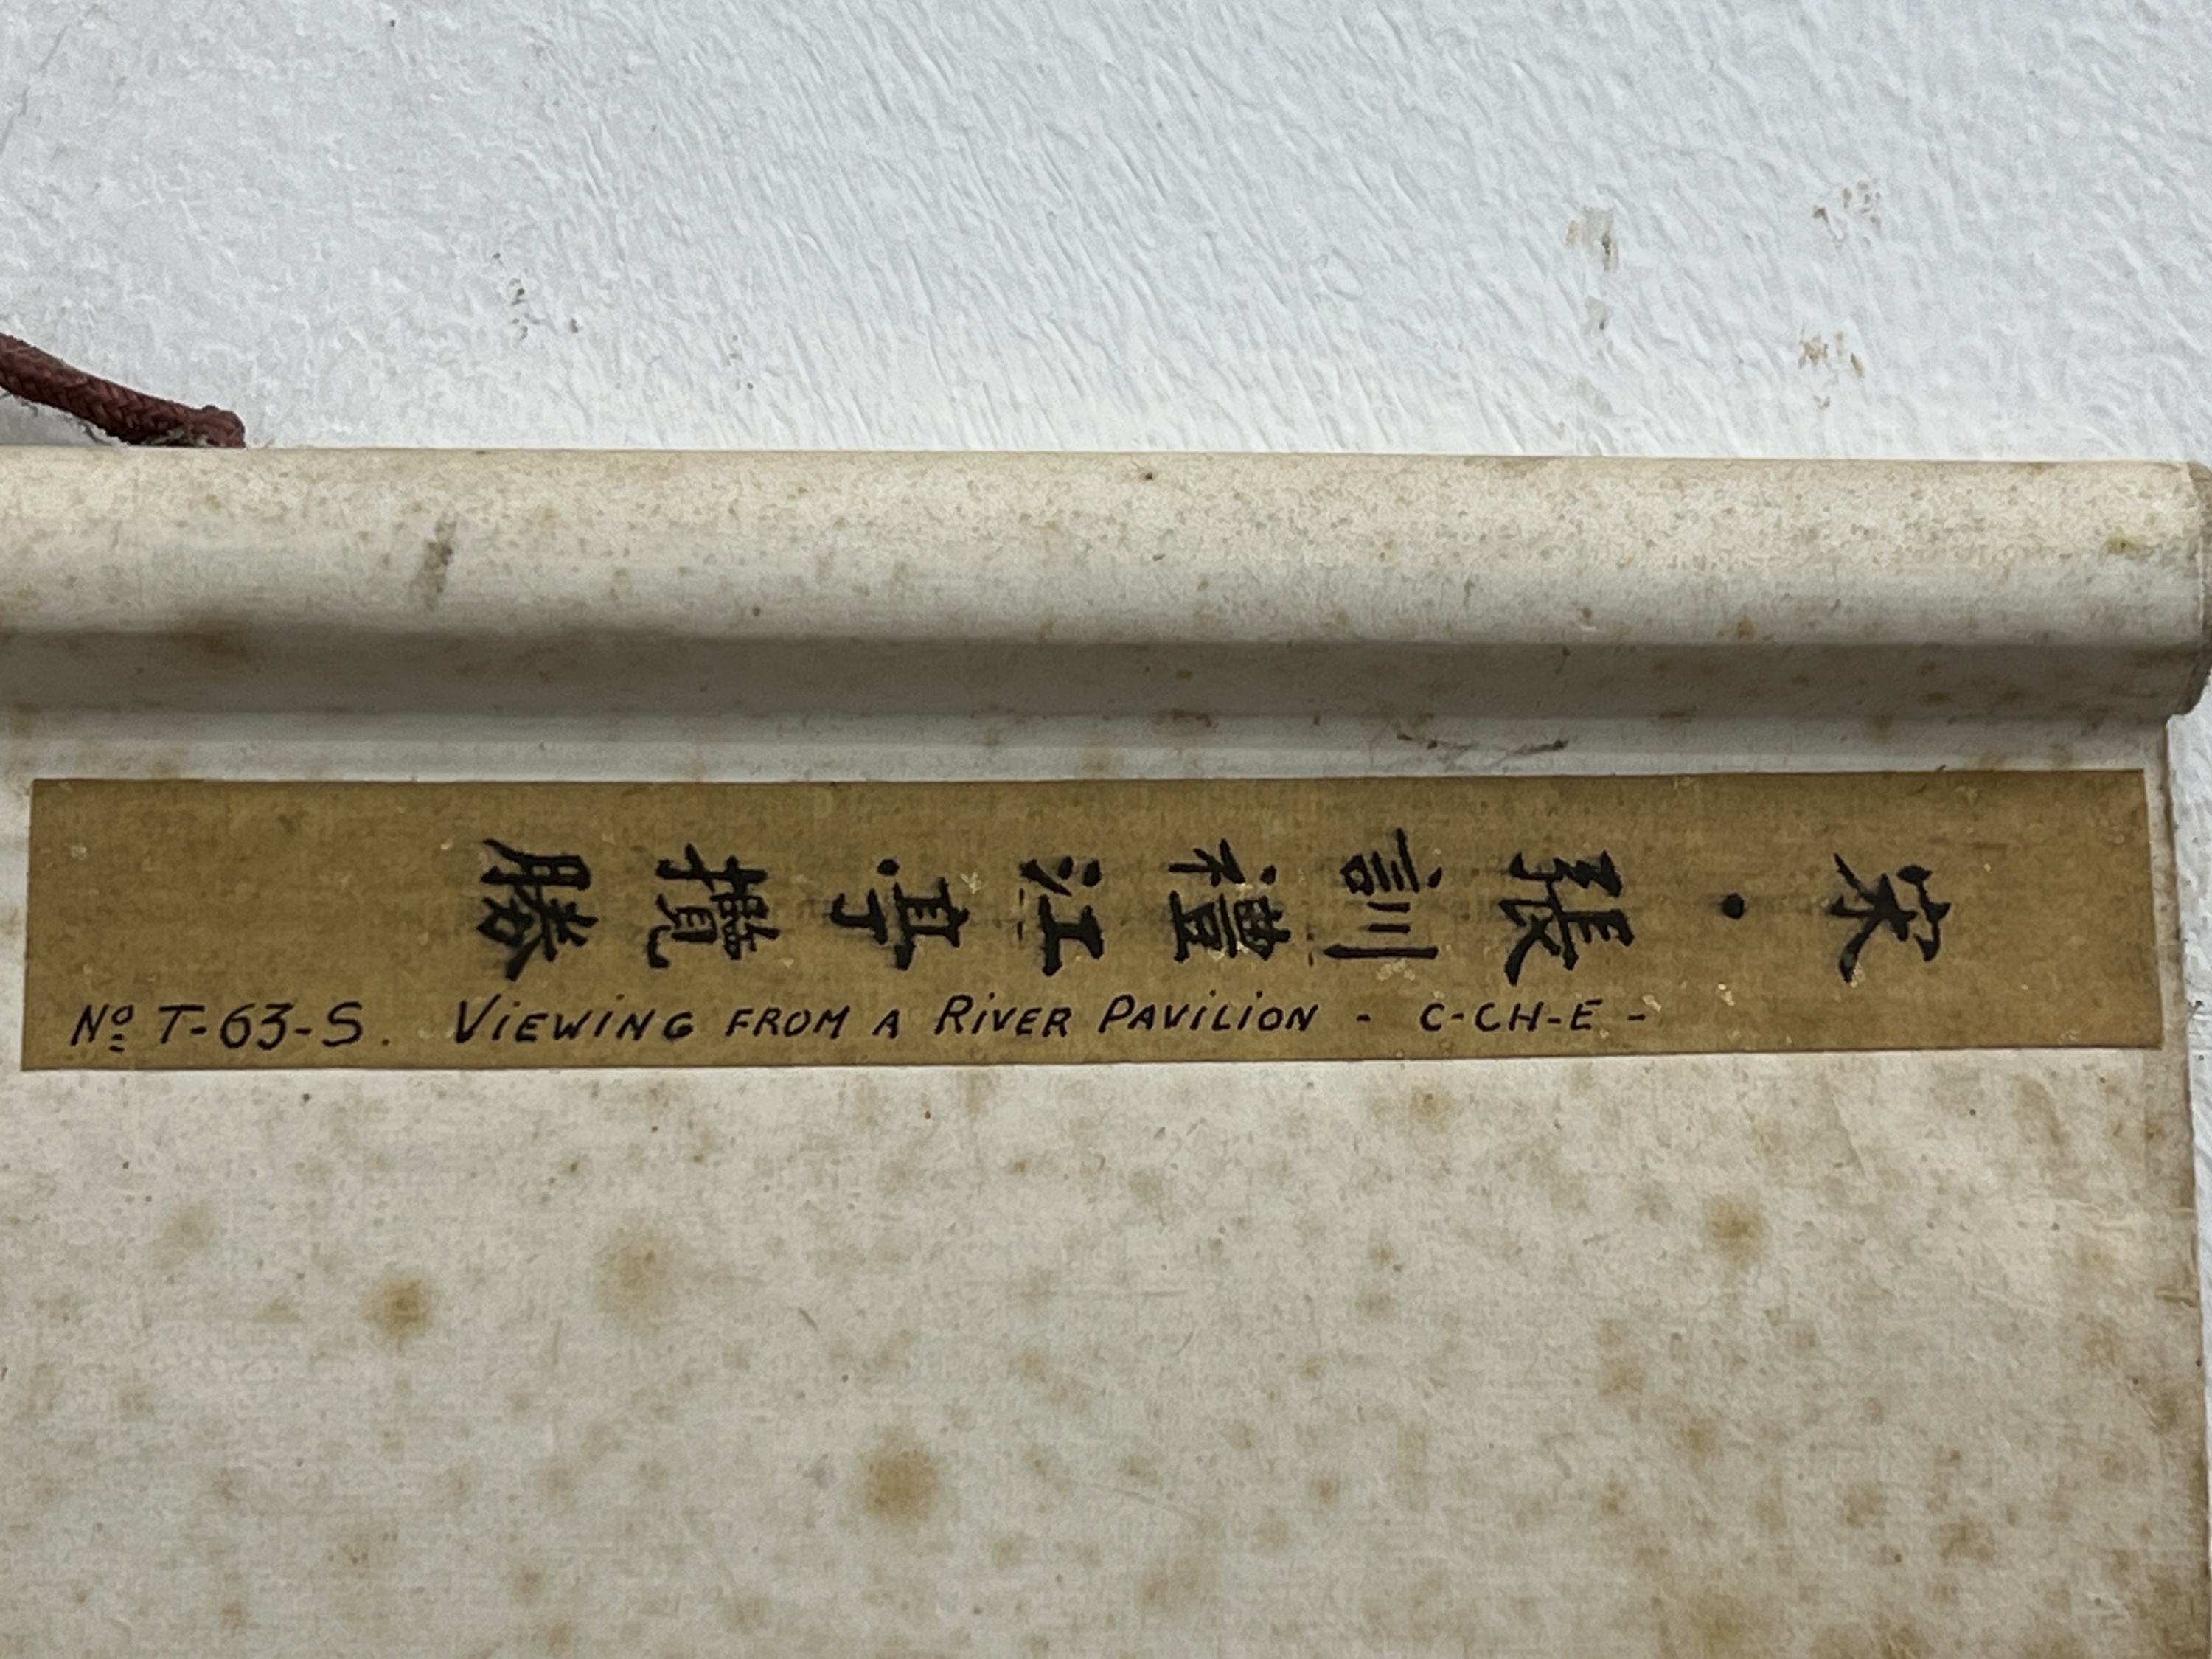 宋·張訓禮江亭攬勝
Nº T-63-S. VIEWING FROM A RIVER PAVILION - C-CH-E -